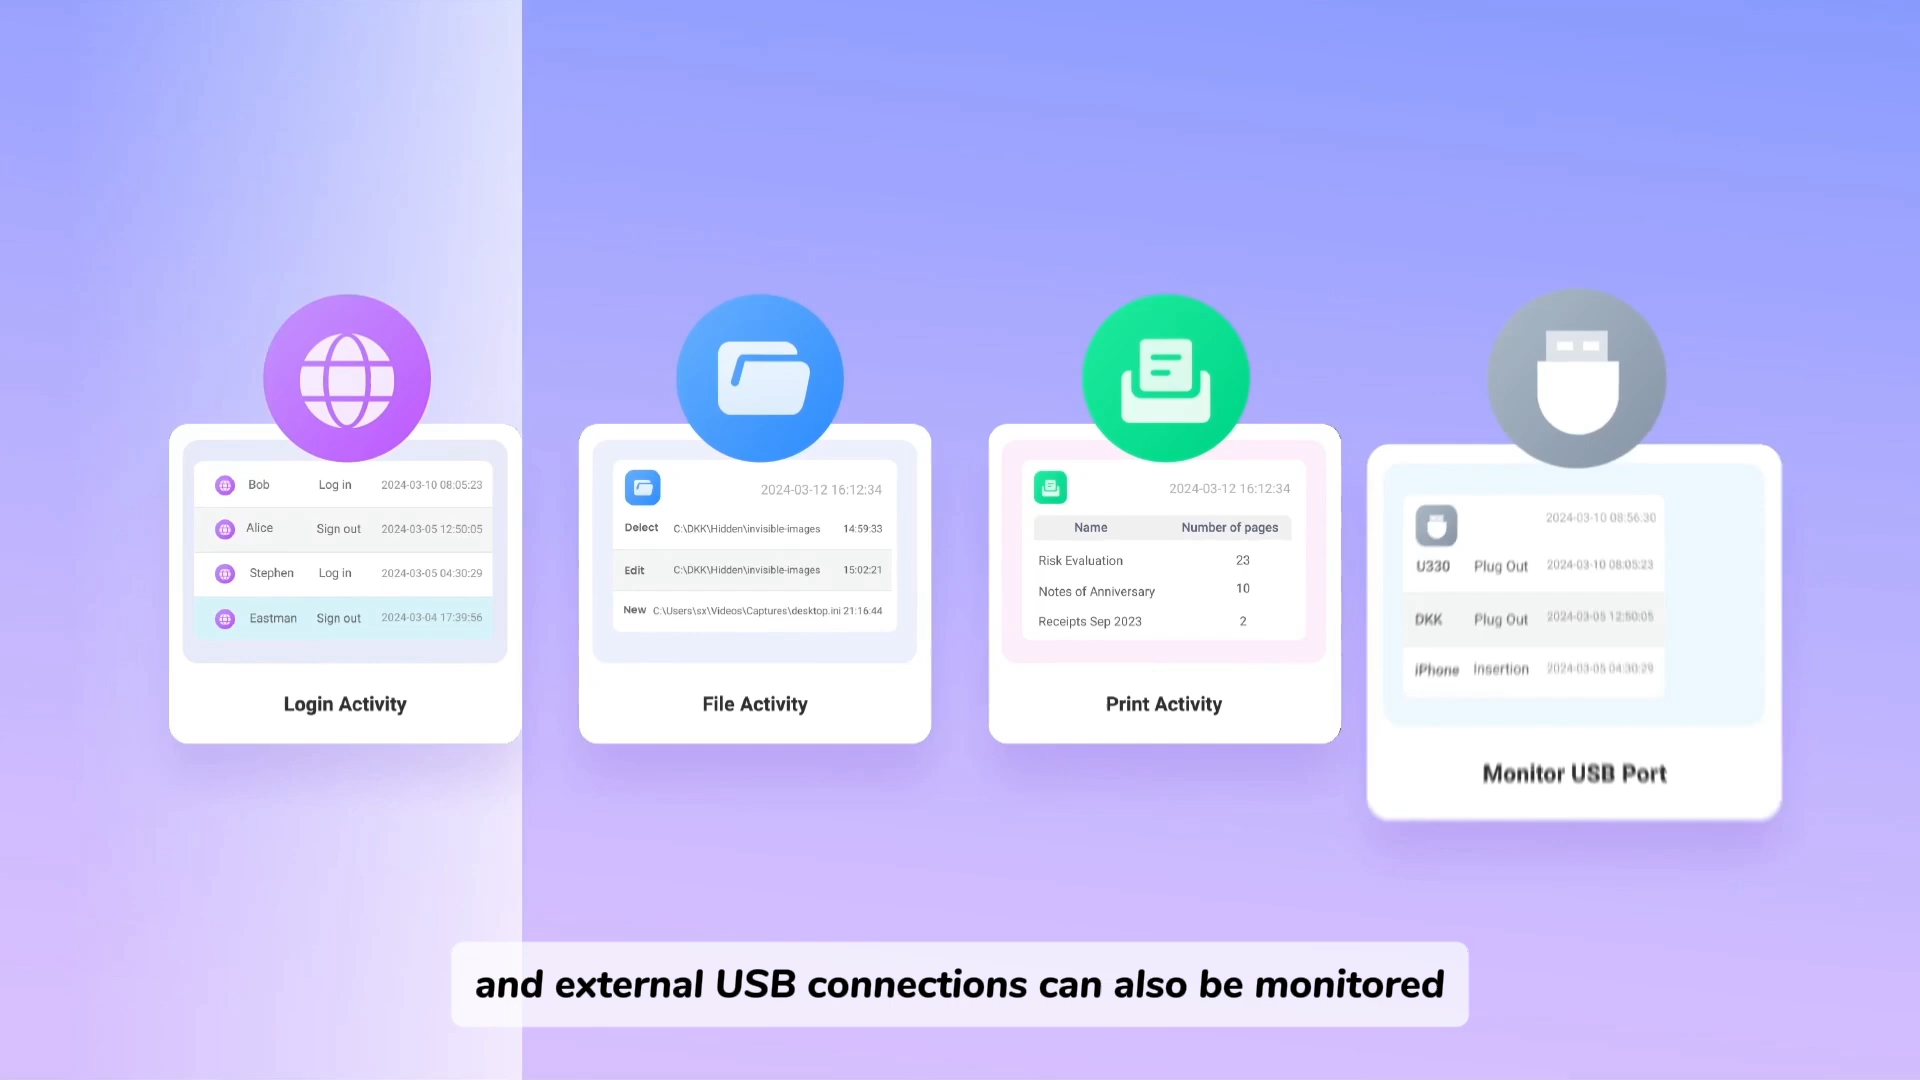 Bob Log in 2024-03-10 08:05:23
Alice Sign out 2024-03-05 12:50:05
Stephen Log in 2024-03-05 04:30:29
Eastman Sign out 2024-03-04 17:39:56
Login Activity
2024-03-12 16:12:34
Delect C:\DKK\Hidden\invisible-images 14:59:33
Edit C:\DKK\Hidden\invisible-images 15:02:21
New C:\Users\sx\Videos\Captures\desktop.ini 21:16:44
File Activity
2024-03-12 16:12:34
Name Number of pages
Risk Evaluation 23
Notes of Anniversary 10
Receipts Sep 2023 2
Print Activity
2024-03-10 08:56:30
U330 Plug Out 2024-03-10 08:05:23
DKK Plug Out 2024-03-05 12:50:05
iPhone Insertion 2024-03-05 04:30:29
Monitor USB Port
and external USB connections can also be monitored